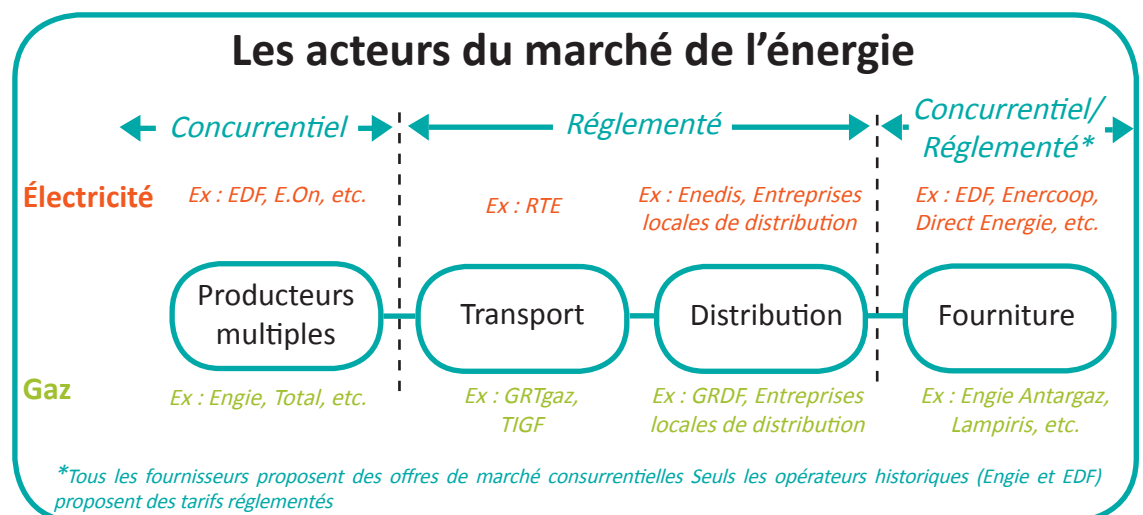 Les acteurs du marché de l’énergie
Concurrentiel
Réglementé
Concurrentiel/
Réglementé*
Électricité
Ex : EDF, E.On, etc.
Ex : RTE
Ex : Enedis, Entreprises
locales de distribution
Ex : EDF, Enercoop,
Direct Energie, etc.
Producteurs
multiples
Transport
Distribution
Fourniture
Gaz
Ex : Engie, Total, etc.
Ex : GRTgaz,
TIGF
Ex : GRDF, Entreprises
locales de distribution
Ex : Engie Antargaz,
Lampiris, etc.
*Tous les fournisseurs proposent des offres de marché consurrentielles Seuls les opérateurs historiques (Engie et EDF)
proposent des tarifs réglementés